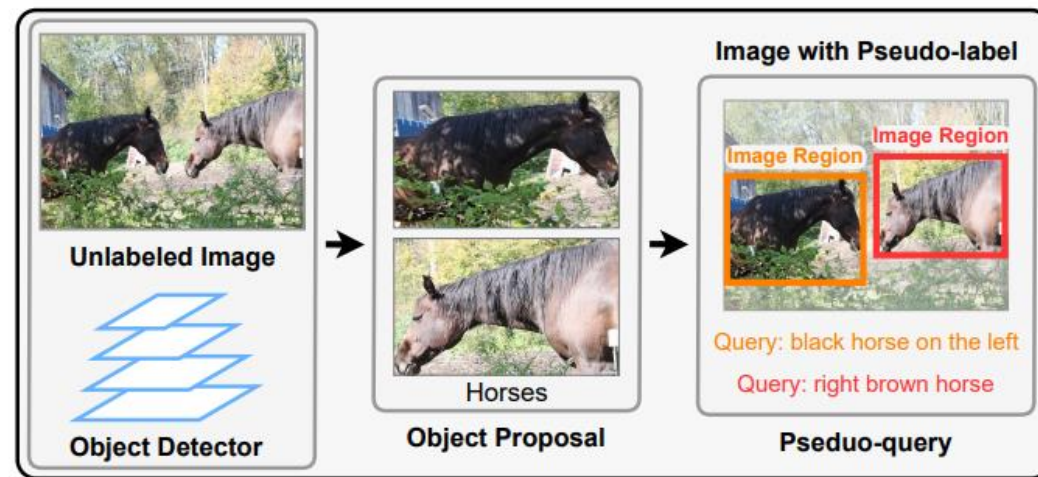 Unlabeled Image
Object Detector
Horses
Object Proposal
Image with Pseudo-label
Image Region
Image Region
Query: black horse on the left
Query: right brown horse
Pseduo-query